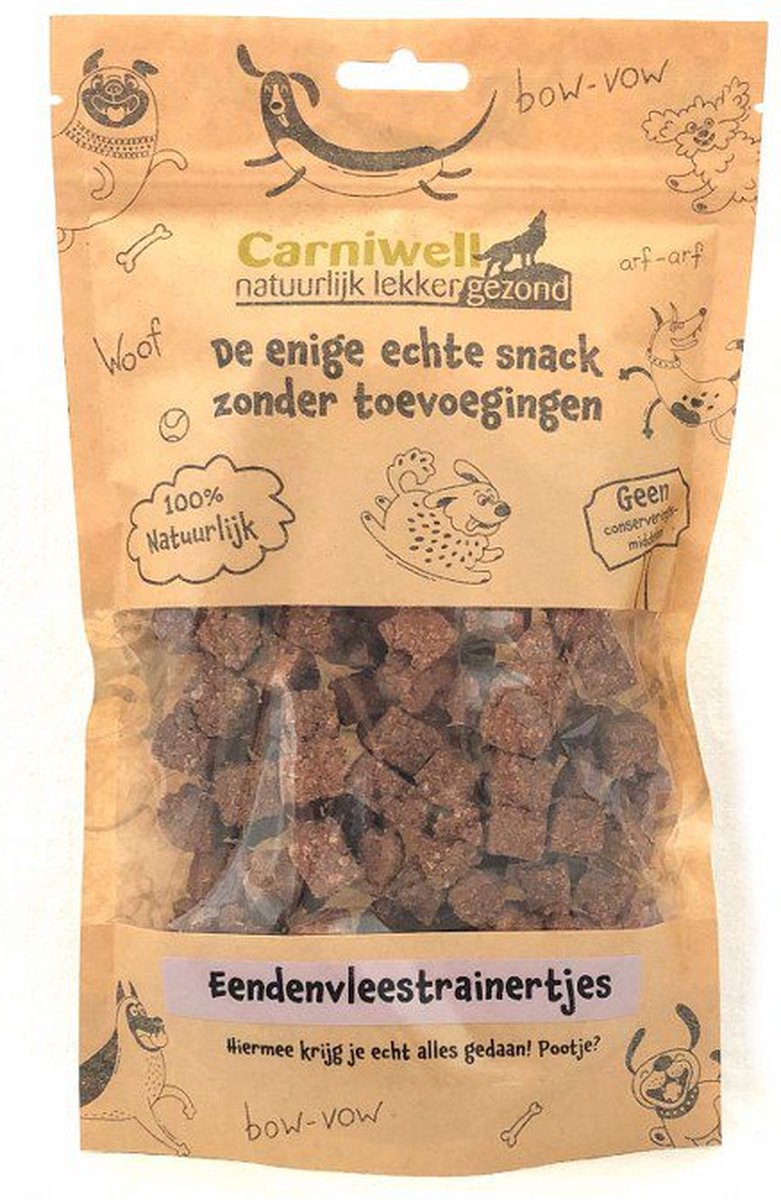 bow-vow
Carniwell
natuurlijk lekker gezond
arf-arf
Woof
De enige echte snack
zonder toevoegingen
100%
Natuurlijk
Geen
conserverings-
middelen
Eendenvleestrainertjes
Hiermee krijg je echt alles gedaan! Pootje?
bow-vow